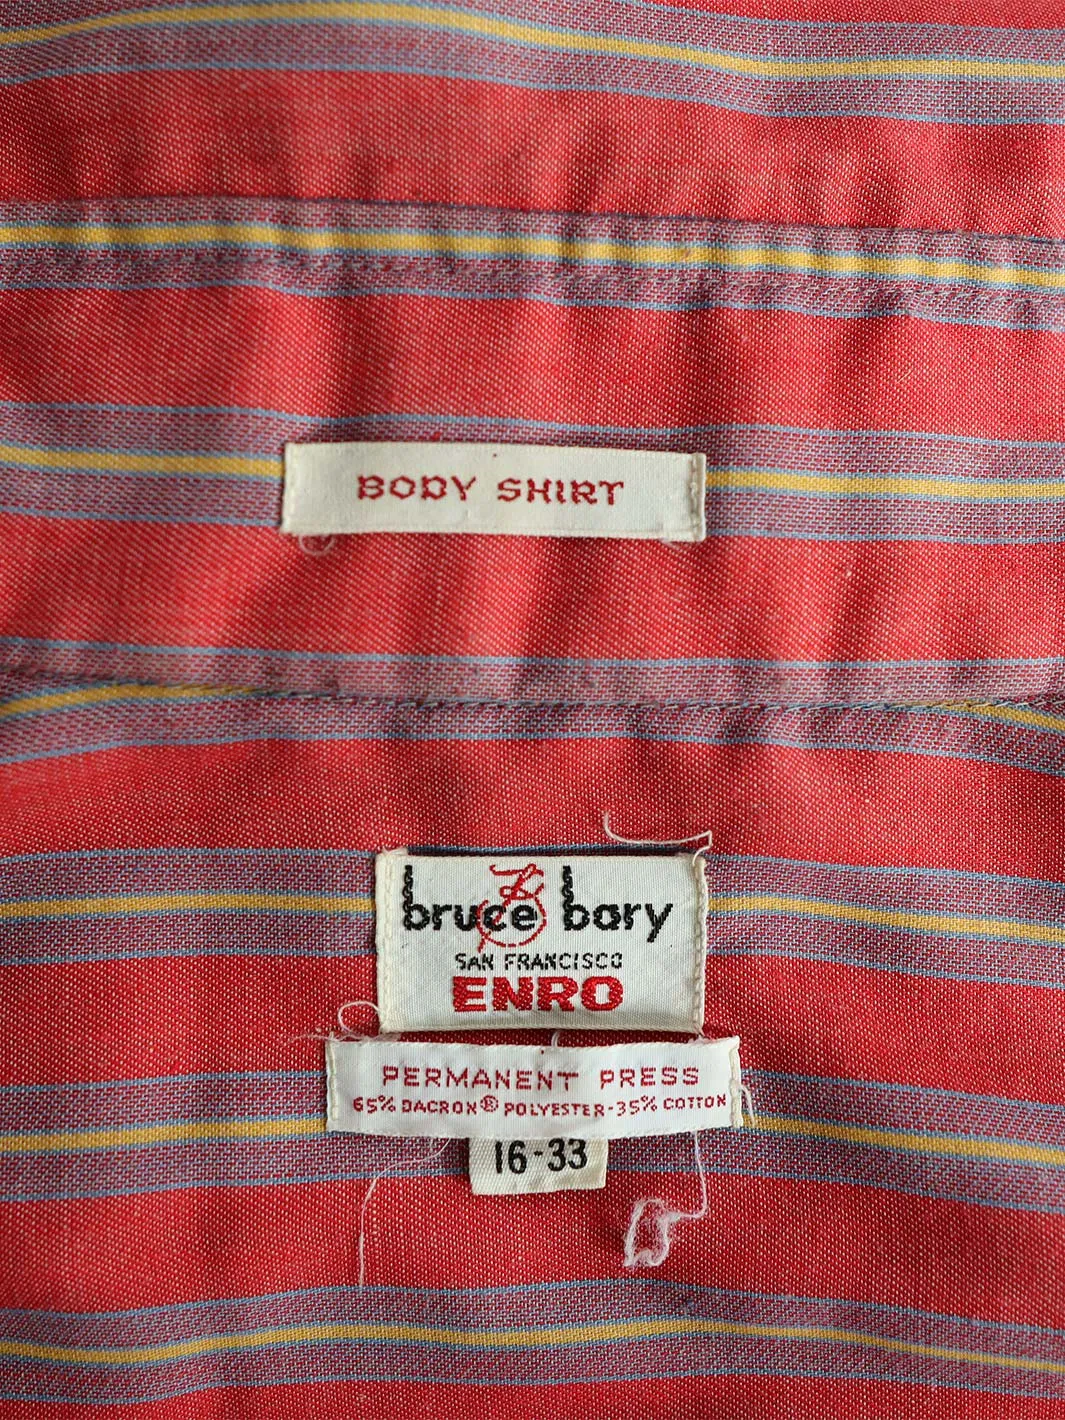 BODY SHIRT
bruce bary
SAN FRANCISCO
ENRO
PERMANENT PRESS
65% DACRON® POLYESTER-35% COTTON
16-33